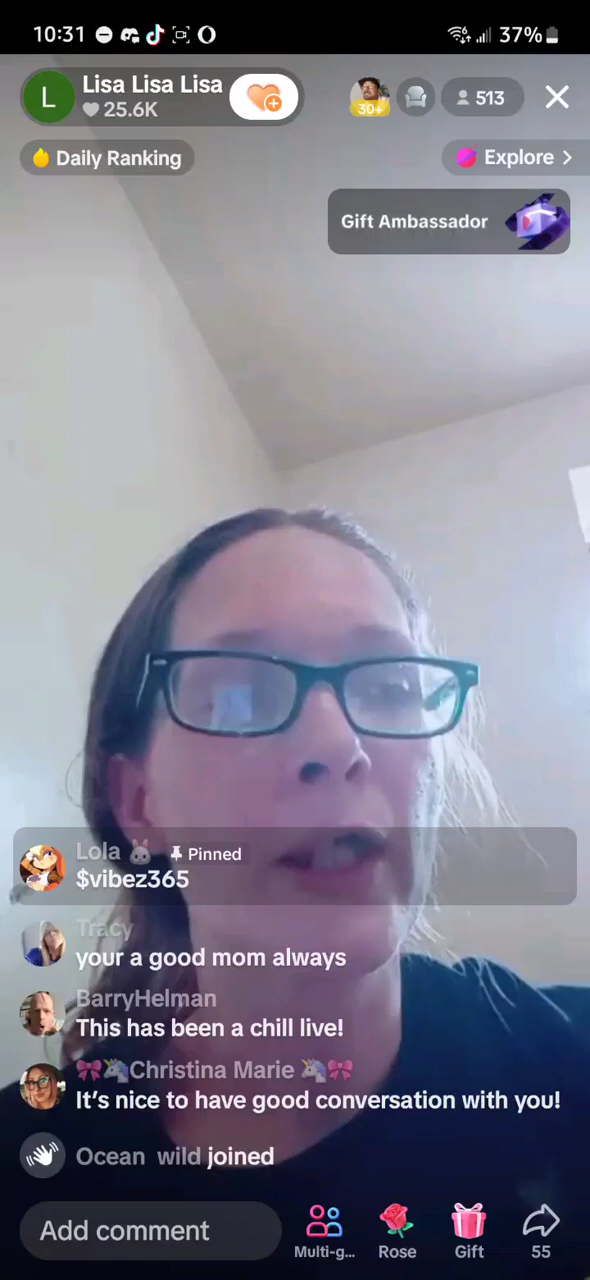 10:31 37%
Lisa Lisa Lisa
25.6K
30+
513
Daily Ranking
Explore
Gift Ambassador
Lola Pinned
$vibez365
Tracy
your a good mom always
BarryHelman
This has been a chill live!
Christina Marie
It's nice to have good conversation with you!
Ocean wild joined
Add comment
Multi-g...
Rose
Gift
55